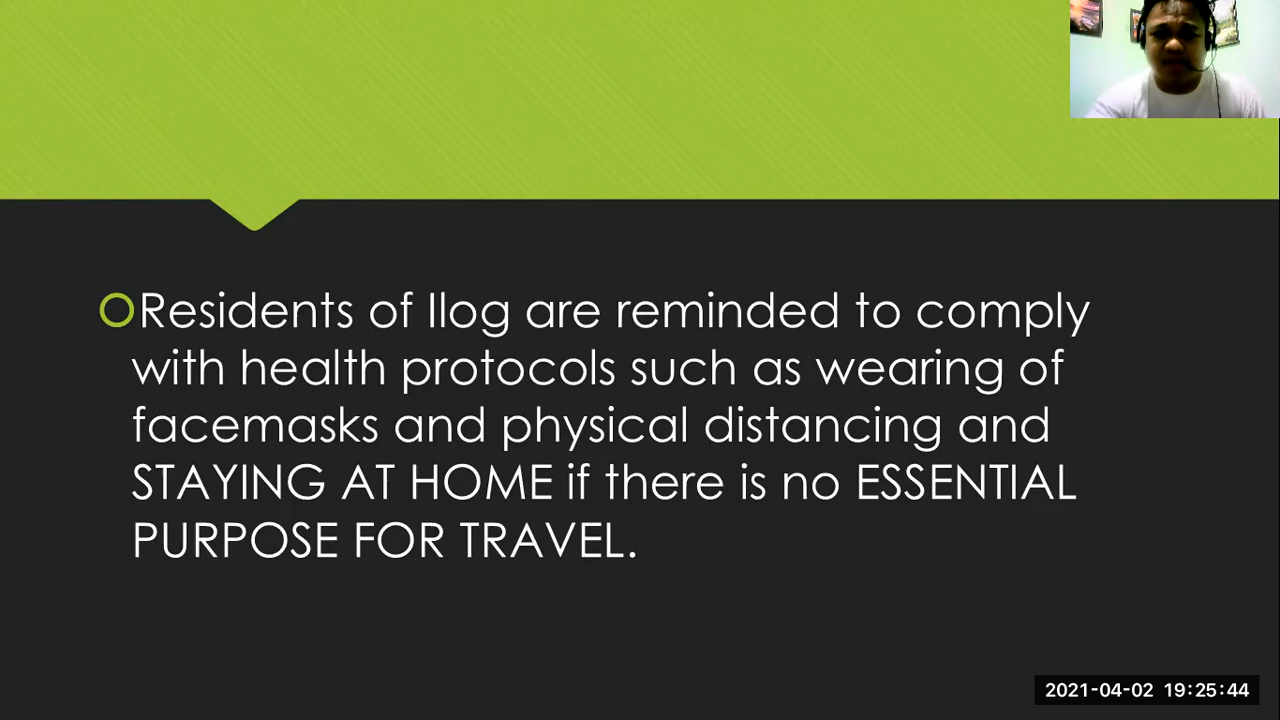 Residents of Ilog are reminded to comply
with health protocols such as wearing of
facemasks and physical distancing and
STAYING AT HOME if there is no ESSENTIAL
PURPOSE FOR TRAVEL.
2021-04-02 19:25:44